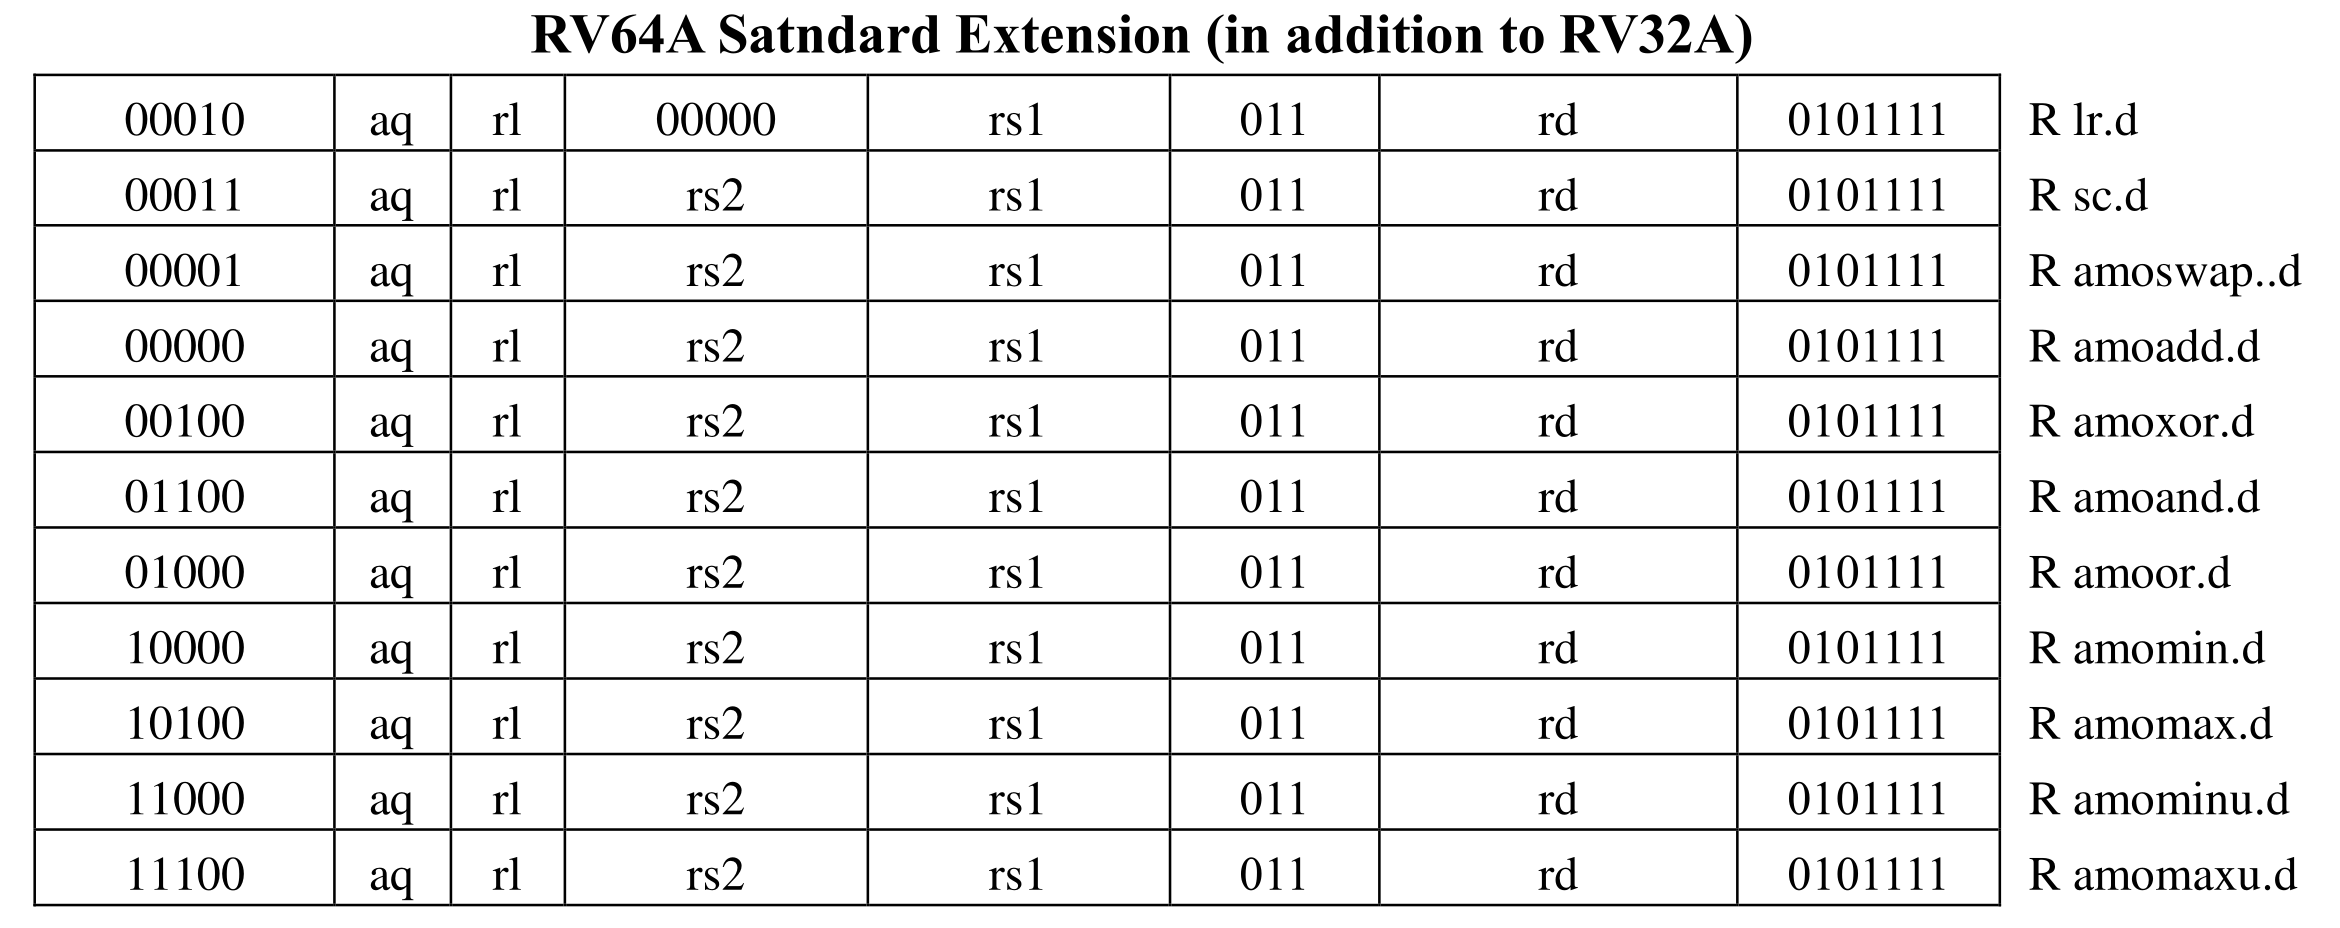 RV64A Satndard Extension (in addition to RV32A)
00010 aq rl 00000 rs1 011 rd 0101111 R lr.d
00011 aq rl rs2 rs1 011 rd 0101111 R sc.d
00001 aq rl rs2 rs1 011 rd 0101111 R amoswap..d
00000 aq rl rs2 rs1 011 rd 0101111 R amoadd.d
00100 aq rl rs2 rs1 011 rd 0101111 R amoxor.d
01100 aq rl rs2 rs1 011 rd 0101111 R amoand.d
01000 aq rl rs2 rs1 011 rd 0101111 R amoor.d
10000 aq rl rs2 rs1 011 rd 0101111 R amomin.d
10100 aq rl rs2 rs1 011 rd 0101111 R amomax.d
11000 aq rl rs2 rs1 011 rd 0101111 R amominu.d
11100 aq rl rs2 rs1 011 rd 0101111 R amomaxu.d